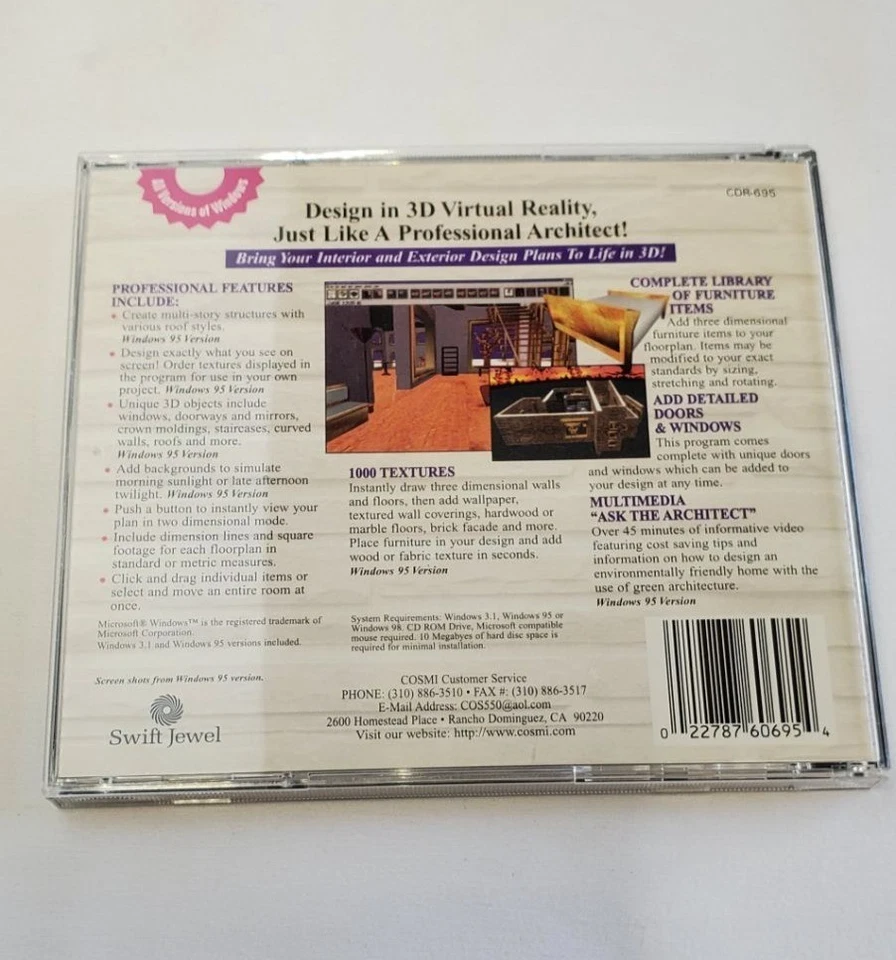 All Versions of Windows
CDR-695
Design in 3D Virtual Reality,
Just Like A Professional Architect!
Bring Your Interior and Exterior Design Plans To Life in 3D!
PROFESSIONAL FEATURES
INCLUDE:
• Create multi-story structures with
various roof styles.
Windows 95 Version
• Design exactly what you see on
screen! Order textures displayed in
the program for use in your own
project. Windows 95 Version
• Unique 3D objects include
windows, doorways and mirrors,
crown moldings, staircases, curved
walls, roofs and more.
Windows 95 Version
• Add backgrounds to simulate
morning sunlight or late afternoon
twilight. Windows 95 Version
• Push a button to instantly view your
plan in two dimensional mode.
• Include dimension lines and square
footage for each floorplan in
standard or metric measures.
• Click and drag individual items or
select and move an entire room at
once.
1000 TEXTURES
Instantly draw three dimensional walls
and floors, then add wallpaper,
textured wall coverings, hardwood or
marble floors, brick facade and more.
Place furniture in your design and add
wood or fabric texture in seconds.
Windows 95 Version
COMPLETE LIBRARY
OF FURNITURE
ITEMS
Add three dimensional
furniture items to your
floorplan. Items may be
modified to your exact
standards by sizing,
stretching and rotating.
ADD DETAILED
DOORS
& WINDOWS
This program comes
complete with unique doors
and windows which can be added to
your design at any time.
MULTIMEDIA
"ASK THE ARCHITECT"
Over 45 minutes of informative video
featuring cost saving tips and
information on how to design an
environmentally friendly home with the
use of green architecture.
Windows 95 Version
Microsoft® Windows™ is the registered trademark of
Microsoft Corporation.
Windows 3.1 and Windows 95 versions included.
Screen shots from Windows 95 version.
System Requirements: Windows 3.1, Windows 95 or
Windows 98. CD ROM Drive, Microsoft compatible
mouse required. 10 Megabyes of hard disc space is
required for minimal installation.
Swift Jewel
COSMI Customer Service
PHONE: (310) 886-3510 • FAX #: (310) 886-3517
E-Mail Address: COS550@aol.com
2600 Homestead Place • Rancho Dominguez, CA 90220
Visit our website: http://www.cosmi.com
0 22787 60695 4